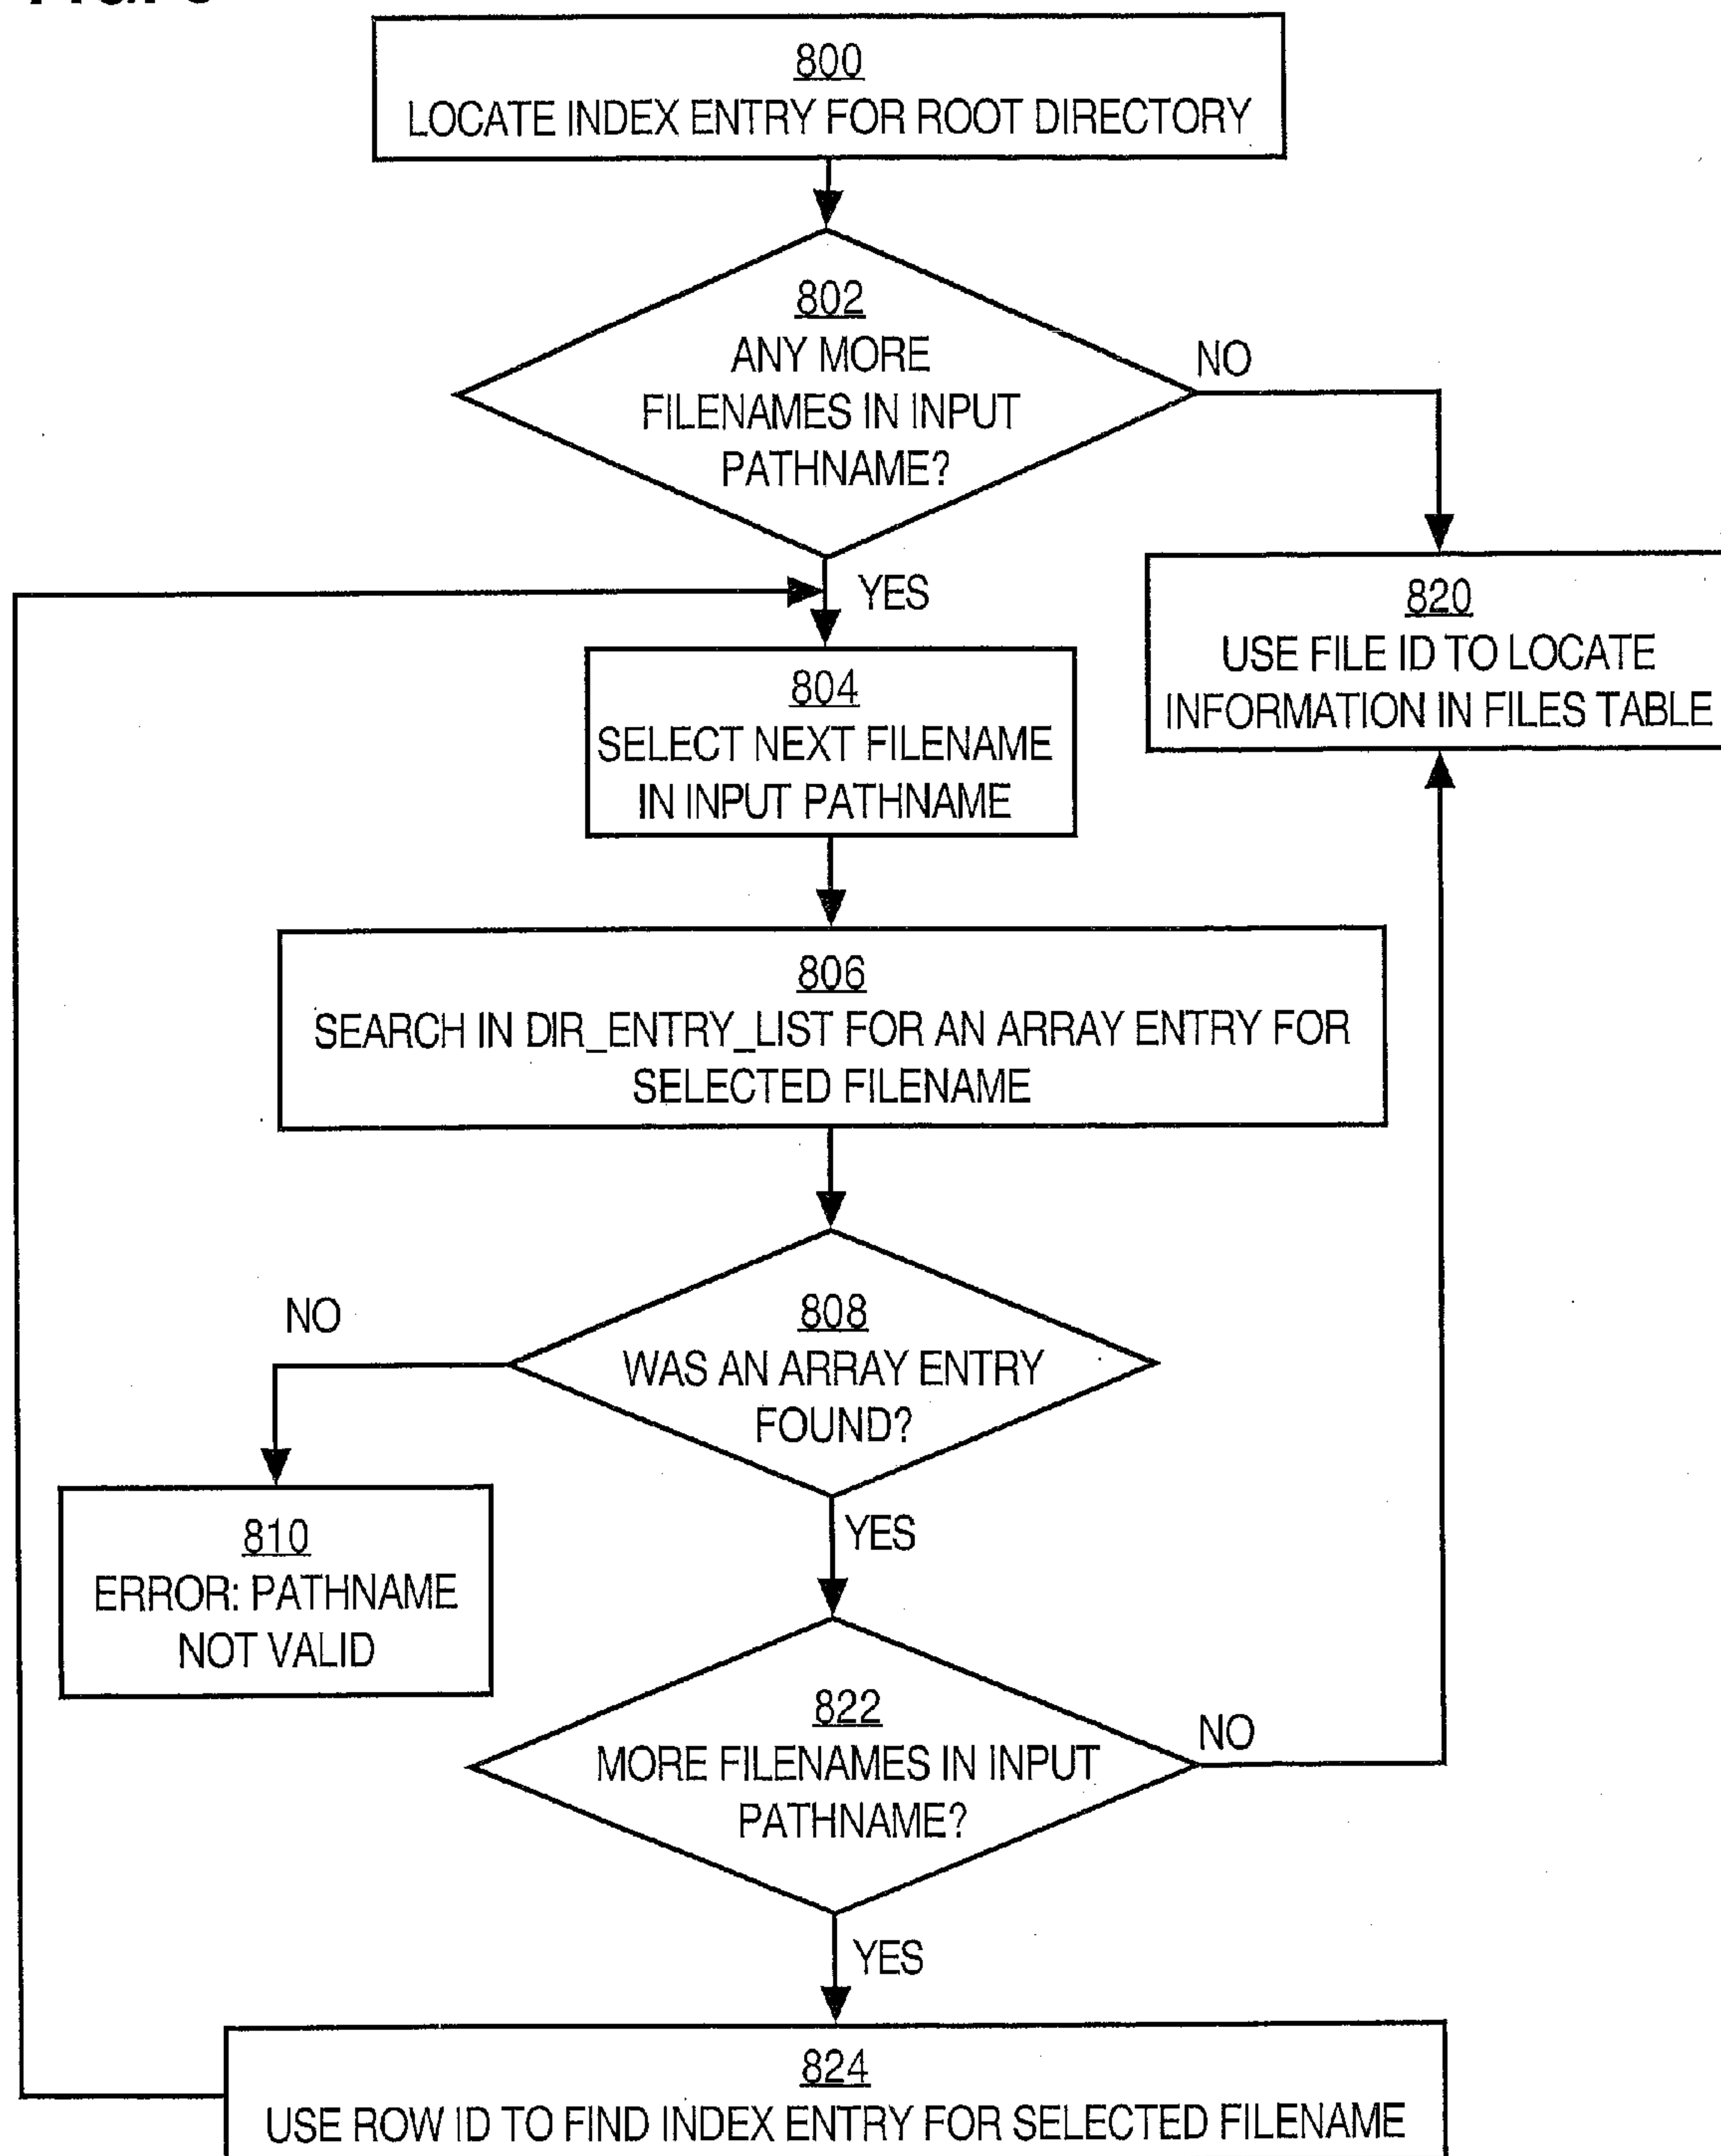 800
LOCATE INDEX ENTRY FOR ROOT DIRECTORY
802
ANY MORE
FILENAMES IN INPUT
PATHNAME?
NO
YES
820
USE FILE ID TO LOCATE
INFORMATION IN FILES TABLE
804
SELECT NEXT FILENAME
IN INPUT PATHNAME
806
SEARCH IN DIR_ENTRY_LIST FOR AN ARRAY ENTRY FOR
SELECTED FILENAME
NO
808
WAS AN ARRAY ENTRY
FOUND?
YES
810
ERROR: PATHNAME
NOT VALID
822
MORE FILENAMES IN INPUT
PATHNAME?
NO
YES
824
USE ROW ID TO FIND INDEX ENTRY FOR SELECTED FILENAME